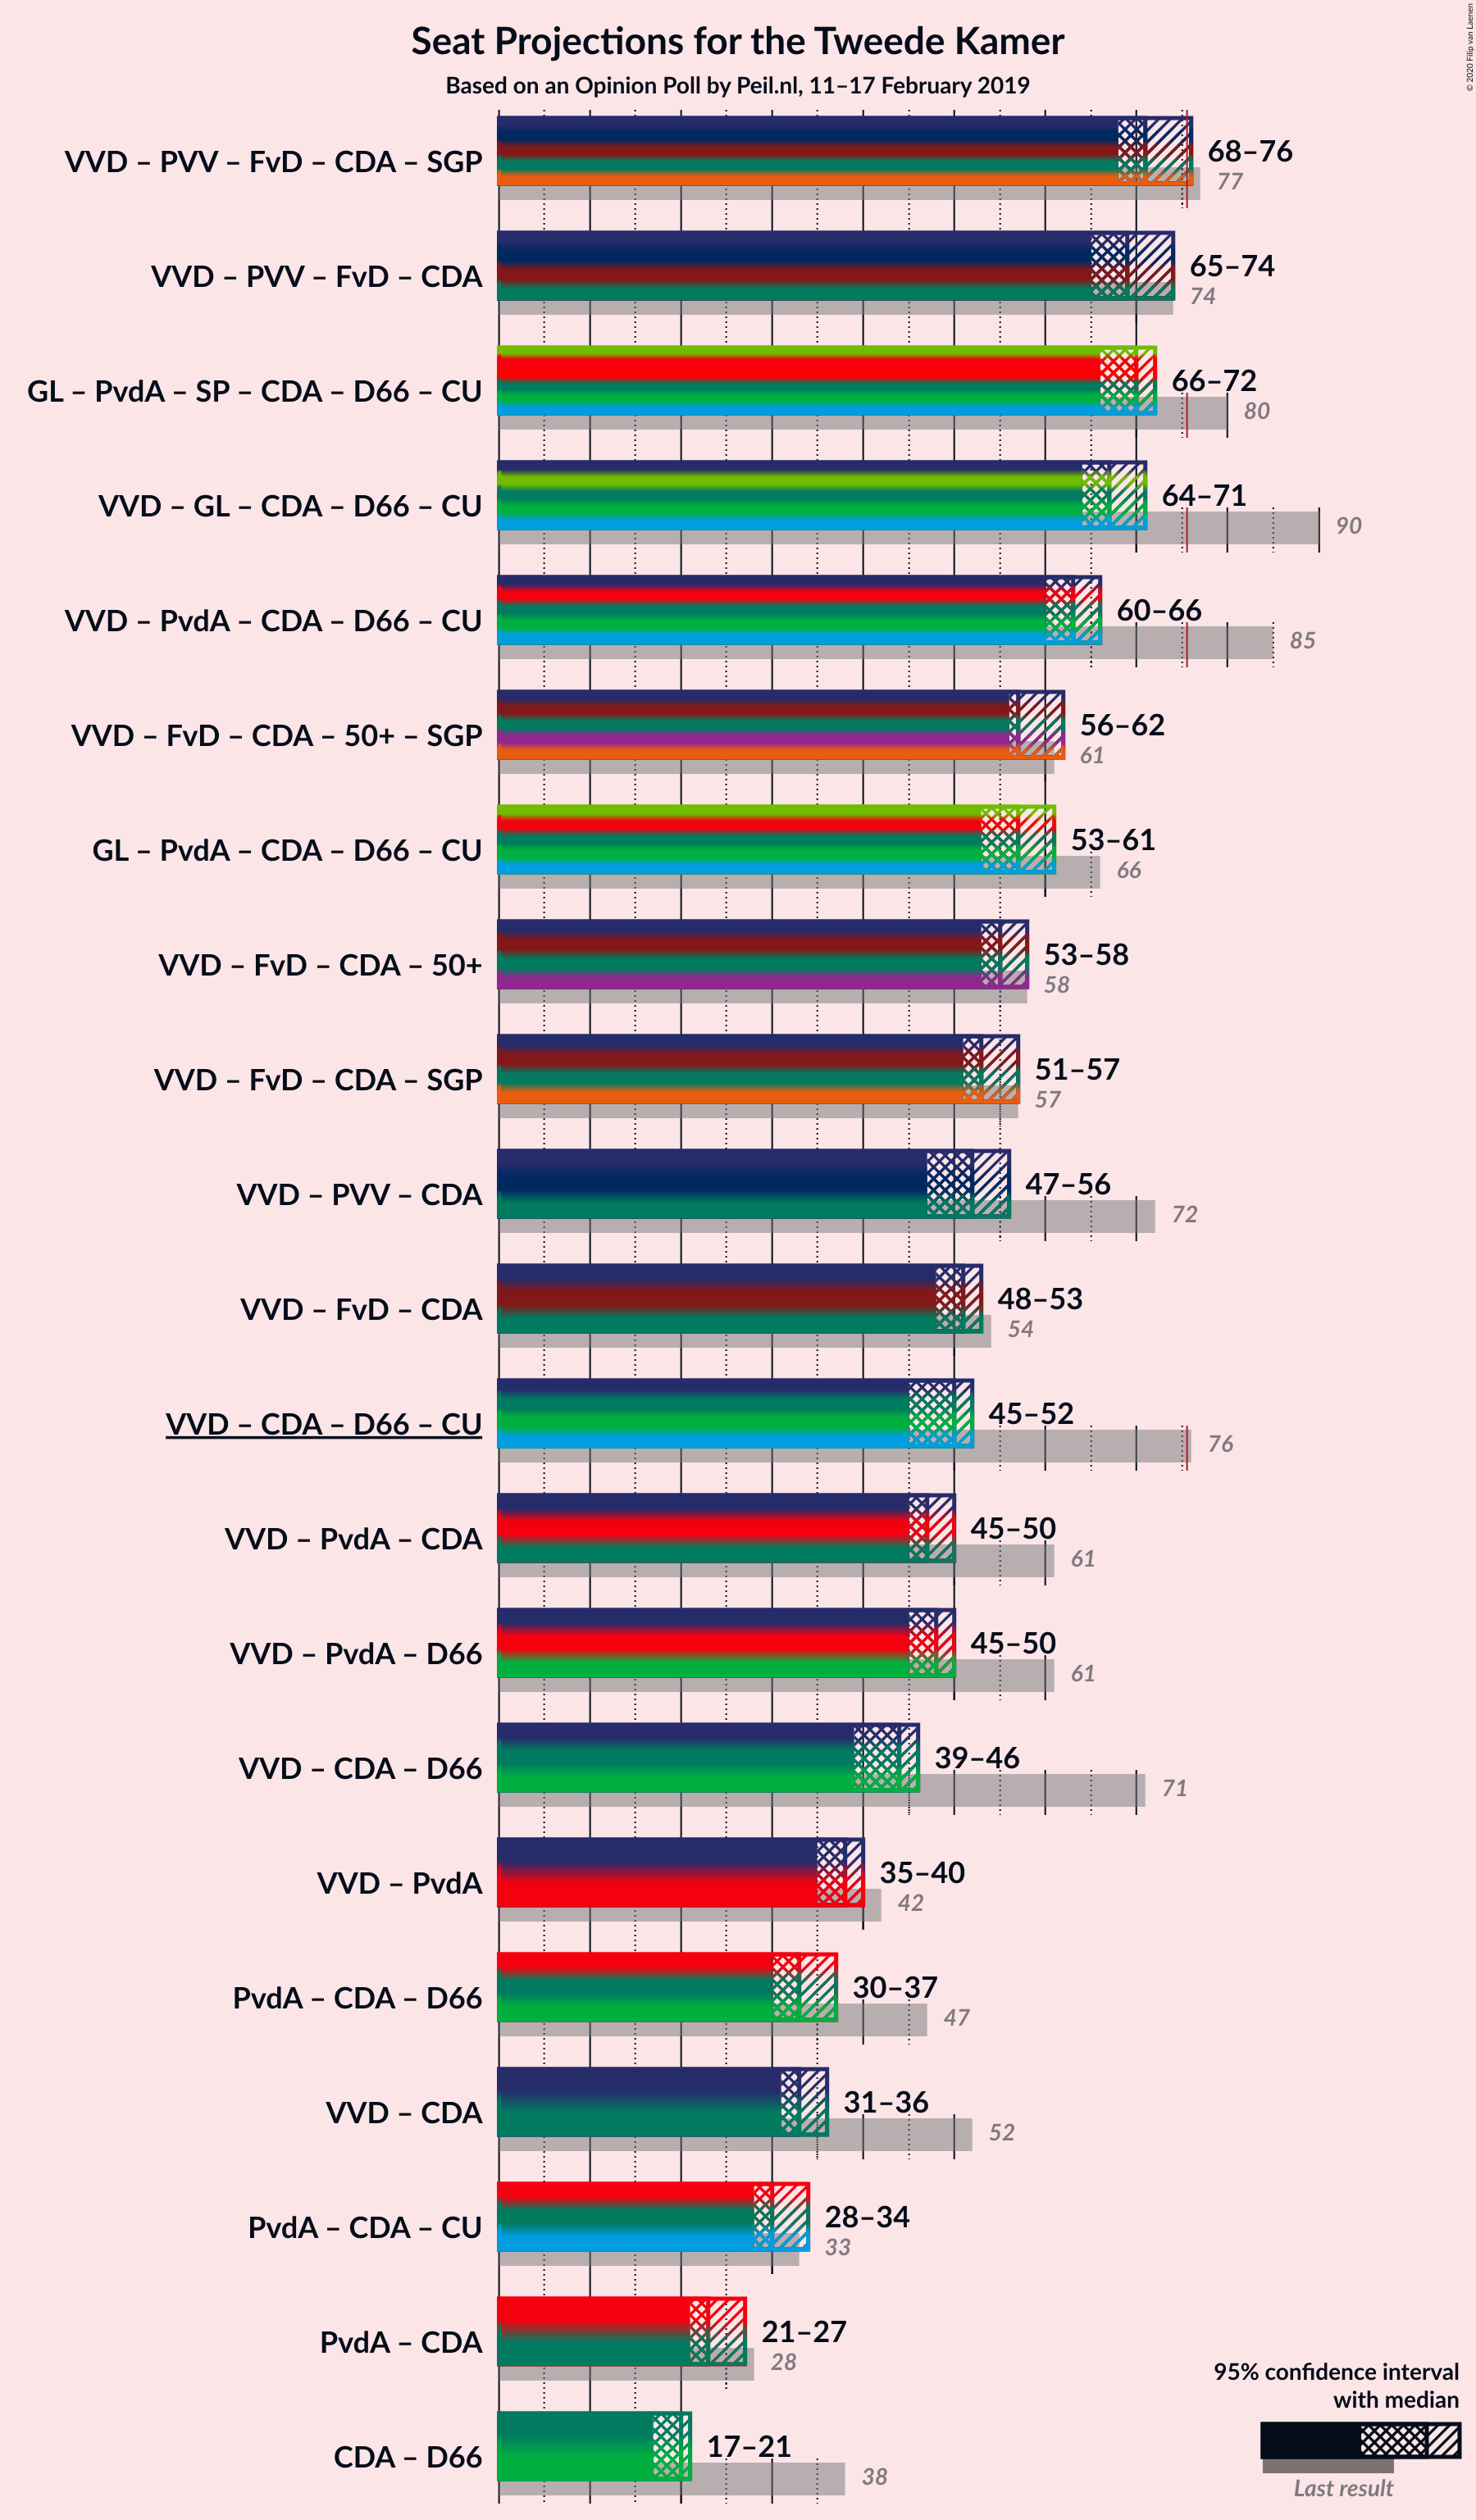 Seat Projections for the Tweede Kamer
Based on an Opinion Poll by Peil.nl, 11–17 February 2019
© 2020 Filip van Laenen
VVD – PVV – FvD – CDA – SGP
68–76
77
VVD – PVV – FvD – CDA
65–74
74
GL – PvdA – SP – CDA – D66 – CU
66–72
80
VVD – GL – CDA – D66 – CU
64–71
90
VVD – PvdA – CDA – D66 – CU
60–66
85
VVD – FvD – CDA – 50+ – SGP
56–62
61
GL – PvdA – CDA – D66 – CU
53–61
66
VVD – FvD – CDA – 50+
53–58
58
VVD – FvD – CDA – SGP
51–57
57
VVD – PVV – CDA
47–56
72
VVD – FvD – CDA
48–53
54
VVD – CDA – D66 – CU
45–52
76
VVD – PvdA – CDA
45–50
61
VVD – PvdA – D66
45–50
61
VVD – CDA – D66
39–46
71
VVD – PvdA
35–40
42
PvdA – CDA – D66
30–37
47
VVD – CDA
31–36
52
PvdA – CDA – CU
28–34
33
PvdA – CDA
21–27
28
CDA – D66
17–21
38
95% confidence interval
with median
Last result